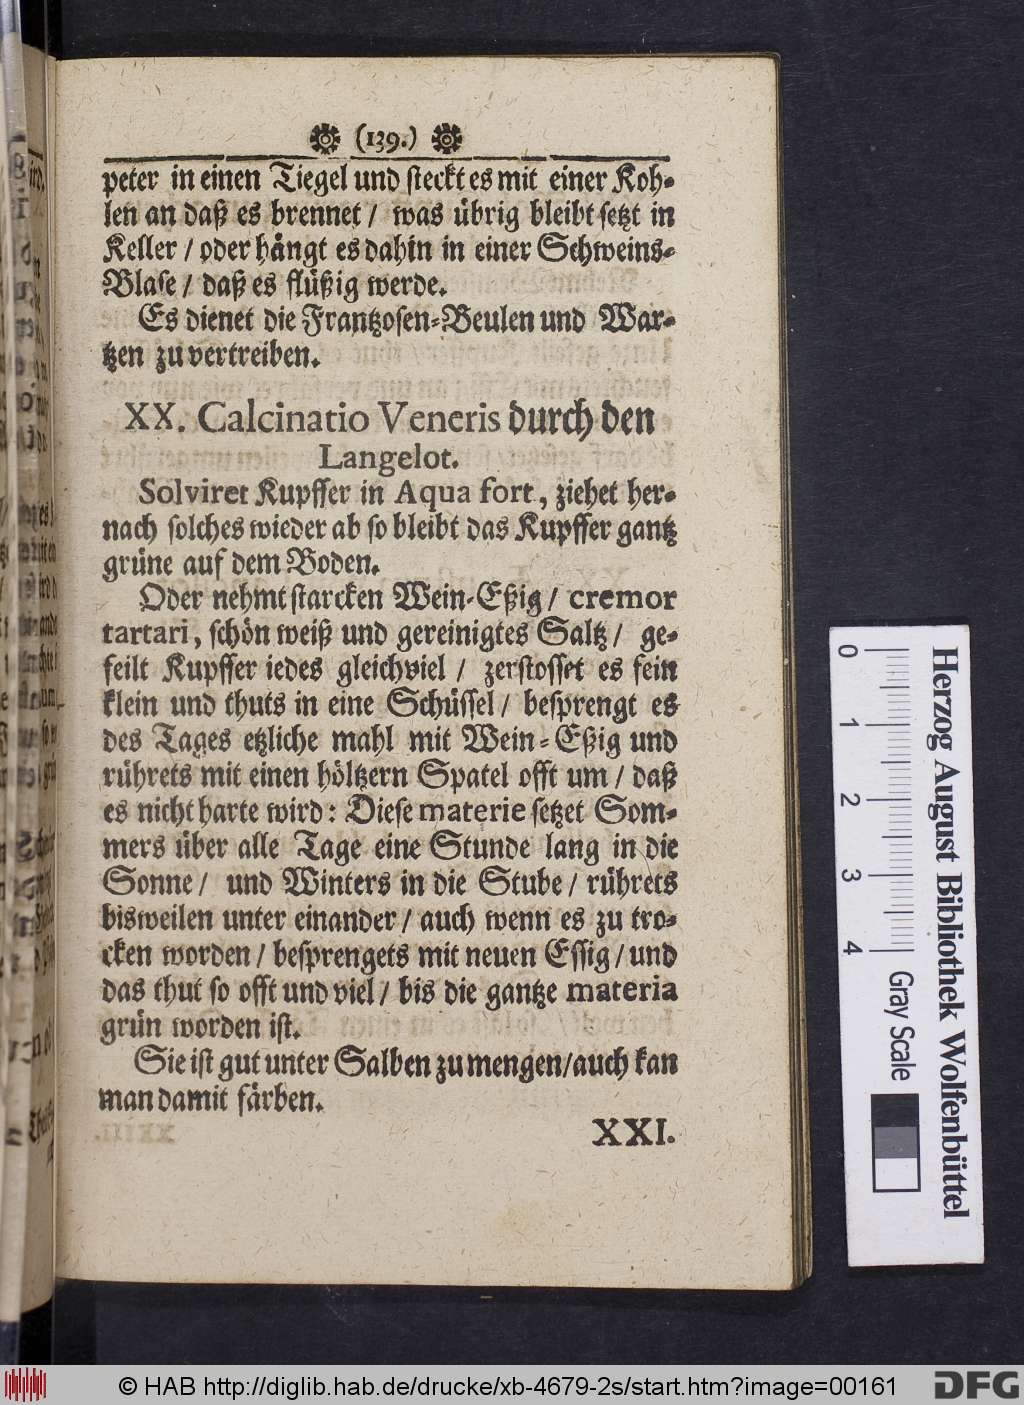 (139.)
peter in einen Tiegel und steckt es mit einer Koh-
len an daß es brennet / was übrig bleibt setzt in
Keller / oder hängt es dahin in einer Schweins-
Blase / daß es flüßig werde.
Es dienet die Frantzosen-Beulen und War-
tzen zu vertreiben.
XX. Calcinatio Veneris durch den
Langelot.
Solviret Kupffer in Aqua fort, ziehet her-
nach solches wieder ab so bleibt das Kupffer gantz
grüne auf dem Boden.
Oder nehmt starcken Wein-Eßig / cremor
tartari, schön weiß und gereinigtes Saltz / ge-
feilt Kupffer iedes gleichviel / zerstosset es fein
klein und thuts in eine Schüssel / besprengt es
des Tages etzliche mahl mit Wein-Eßig und
rührets mit einen höltzern Spatel offt um / daß
es nicht harte wird: Diese materie setzet Som-
mers über alle Tage eine Stunde lang in die
Sonne / und Winters in die Stube / rührets
bisweilen unter einander / auch wenn es zu tro-
cken worden / besprengets mit neuen Essig / und
das thut so offt und viel / bis die gantze materia
grün worden ist.
Sie ist gut unter Salben zu mengen / auch kan
man damit färben.
XXI.
Herzog August Bibliothek Wolfenbüttel
0 1 2 3 4
Gray Scale
© HAB http://diglib.hab.de/drucke/xb-4679-2s/start.htm?image=00161
DFG